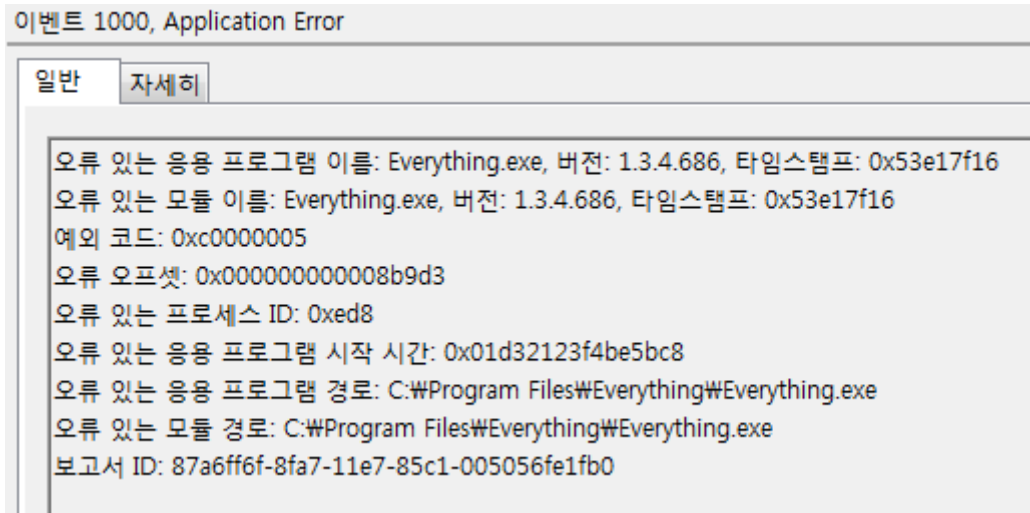 이벤트 1000, Application Error
일반
자세히
오류 있는 응용 프로그램 이름: Everything.exe, 버전: 1.3.4.686, 타임스탬프: 0x53e17f16
오류 있는 모듈 이름: Everything.exe, 버전: 1.3.4.686, 타임스탬프: 0x53e17f16
예외 코드: 0xc0000005
오류 오프셋: 0x000000000008b9d3
오류 있는 프로세스 ID: 0xed8
오류 있는 응용 프로그램 시작 시간: 0x01d32123f4be5bc8
오류 있는 응용 프로그램 경로: C:₩Program Files₩Everything₩Everything.exe
오류 있는 모듈 경로: C:₩Program Files₩Everything₩Everything.exe
보고서 ID: 87a6ff6f-8fa7-11e7-85c1-005056fe1fb0